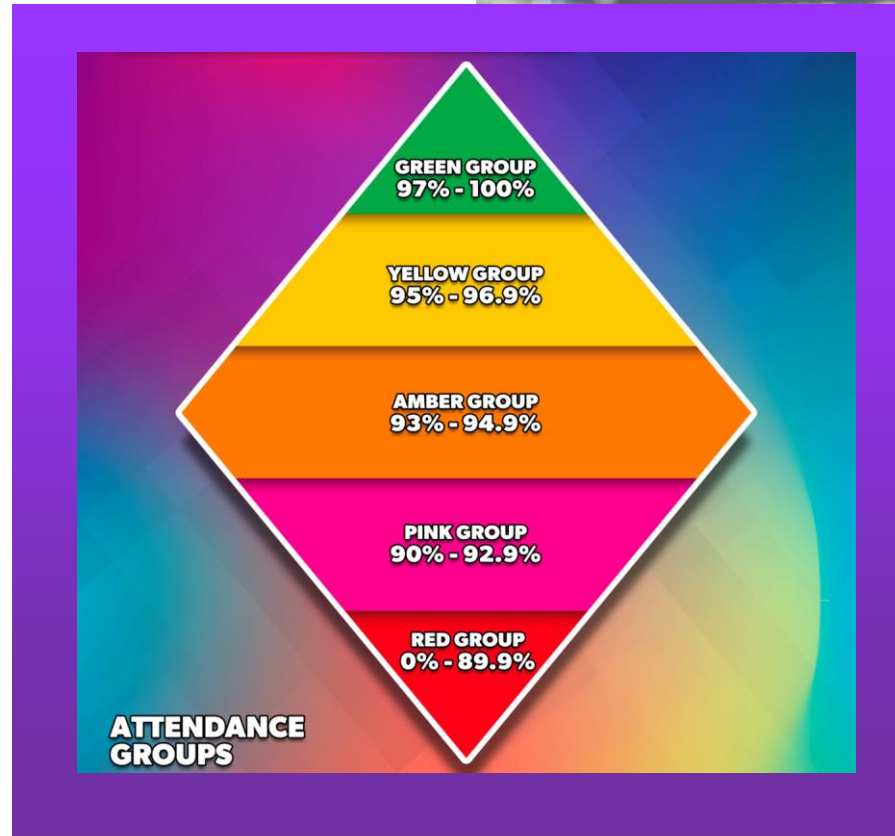 GREEN GROUP
97% - 100%
YELLOW GROUP
95% - 96.9%
AMBER GROUP
93% - 94.9%
PINK GROUP
90% - 92.9%
RED GROUP
0% - 89.9%
ATTENDANCE
GROUPS